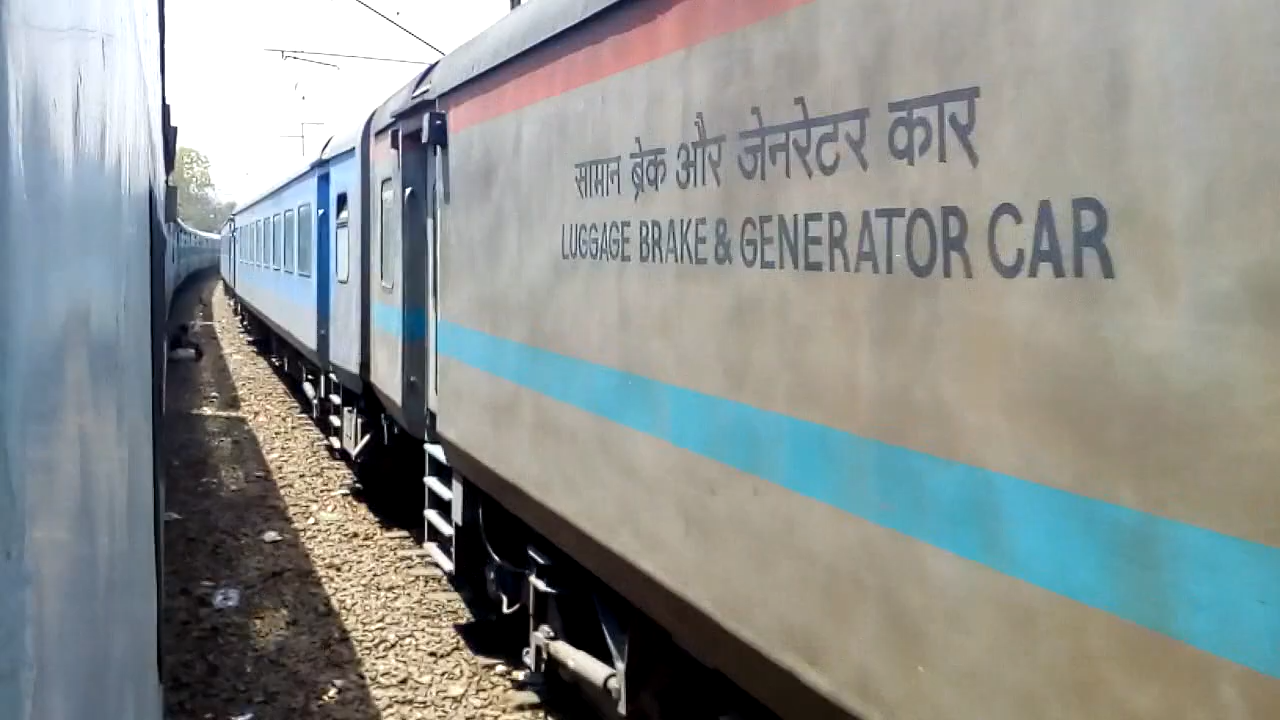 सामान ब्रेक और जेनरेटर कार
LUGGAGE BRAKE & GENERATOR CAR